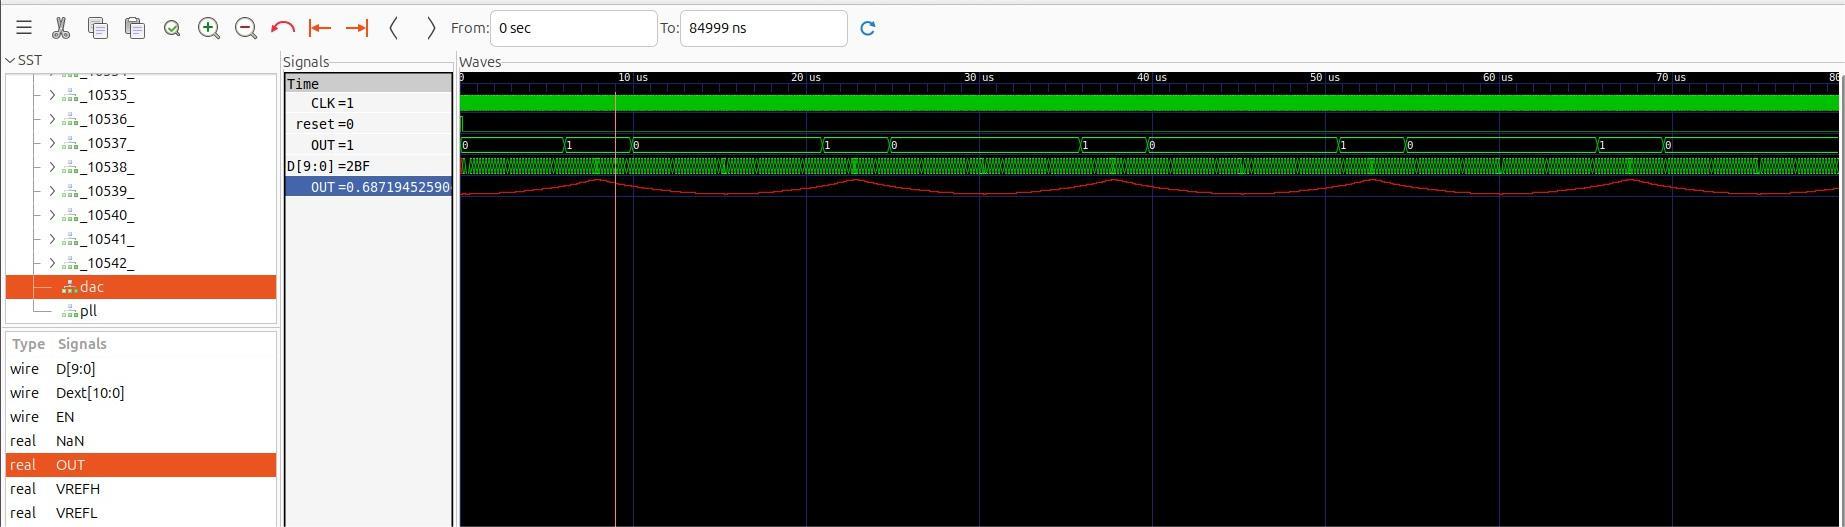 From: 0 sec To: 84999 ns
SST
_10535_
_10536_
_10537_
_10538_
_10539_
_10540_
_10541_
_10542_
dac
pll
Type Signals
wire D[9:0]
wire Dext[10:0]
wire EN
real NaN
real OUT
real VREFH
real VREFL
Signals
Time
CLK=1
reset=0
OUT=1
D[9:0]=2BF
OUT=0.68719452590
Waves
0 10 us 20 us 30 us 40 us 50 us 60 us 70 us 80
0 1 0 1 0 1 0 1 0 1 0